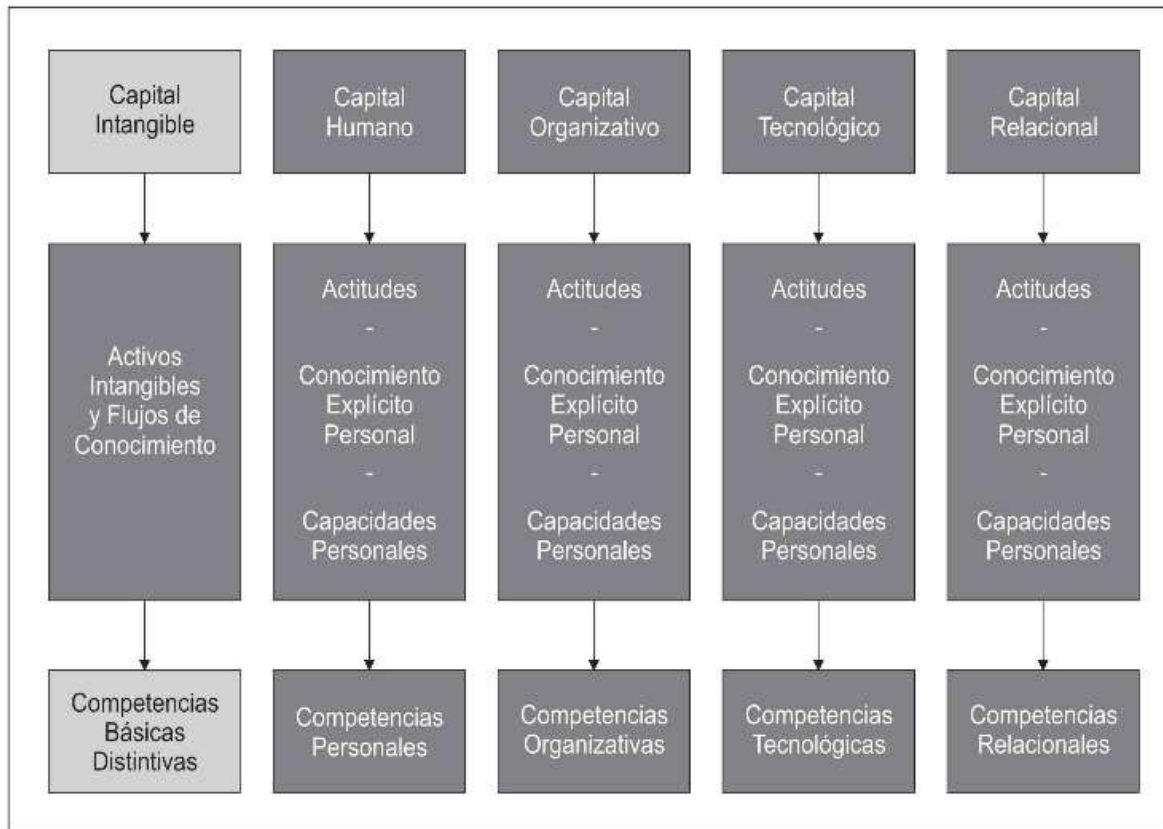 Capital
Intangible
Capital
Humano
Capital
Organizativo
Capital
Tecnológico
Capital
Relacional
Activos
Intangibles
y Flujos de
Conocimiento
Actitudes
-
Conocimiento
Explícito
Personal
-
Capacidades
Personales
Actitudes
-
Conocimiento
Explícito
Personal
-
Capacidades
Personales
Actitudes
-
Conocimiento
Explícito
Personal
-
Capacidades
Personales
Actitudes
-
Conocimiento
Explícito
Personal
-
Capacidades
Personales
Competencias
Básicas
Distintivas
Competencias
Personales
Competencias
Organizativas
Competencias
Tecnológicas
Competencias
Relacionales